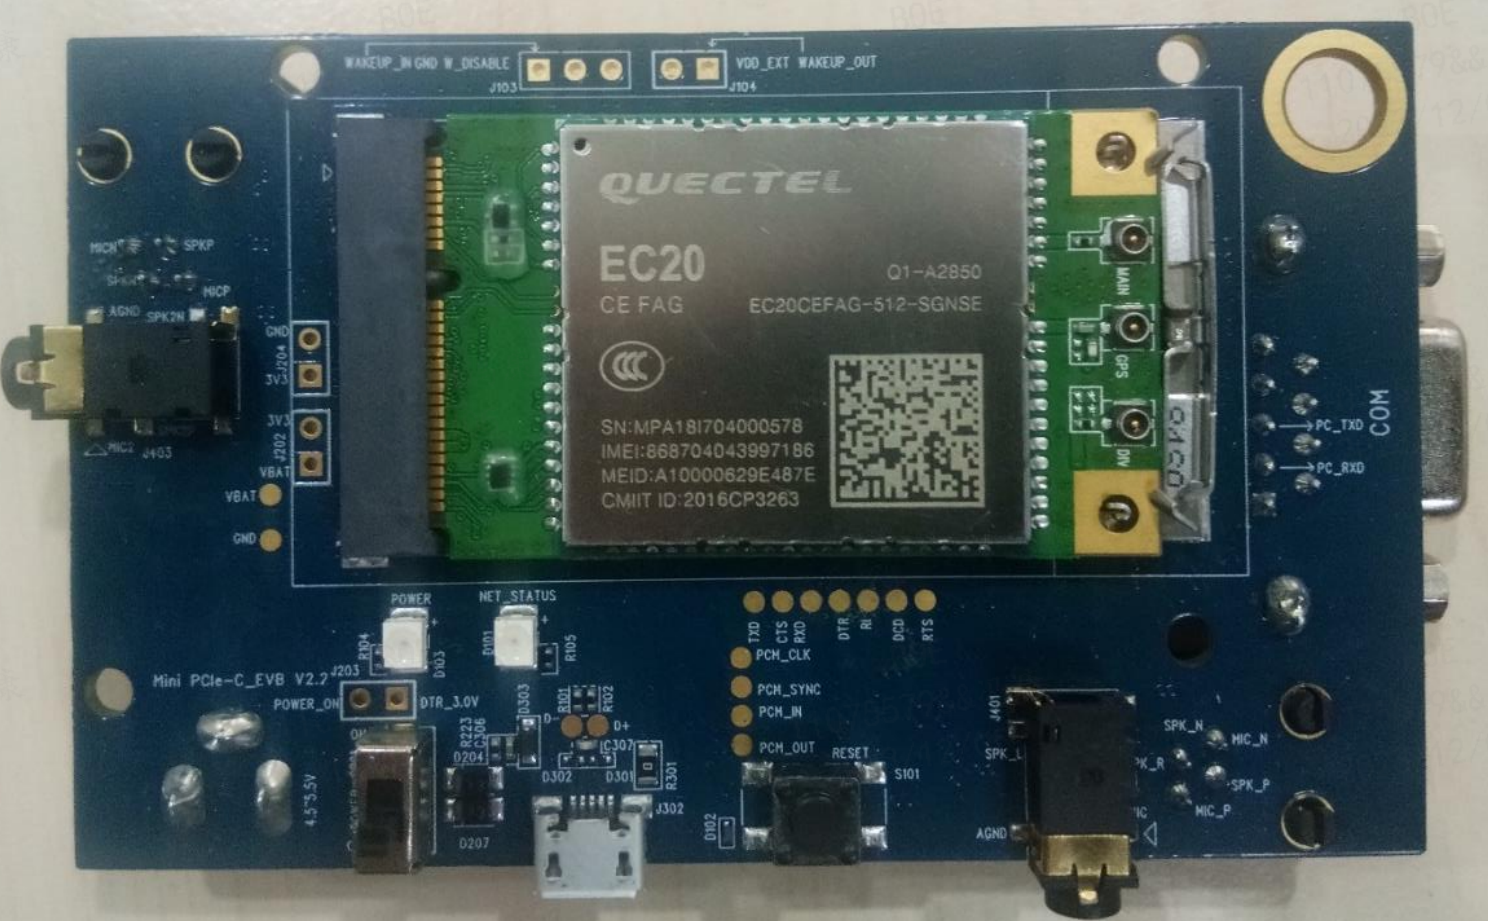 WAKEUP_IN GND W_DISABLE
J103
VDD_EXT WAKEUP_OUT
J104
QUECTEL
EC20
Q1-A2850
CE FAG
EC20CEFAG-512-SGNSE
SN:MPA18I704000578
IMEI:868704043997186
MEID:A10000629E487E
CMIIT ID:2016CP3263
MAIN
GPS
DIV
MICN
SPKP
MICP
AGND
SPK2N
MIC2
J403
GND
J204
3V3
3V3
J202
VBAT
VBAT
GND
COM
PC_TXD
PC_RXD
POWER
NET_STATUS
R104
D103
D101
R105
TXD
CTS
RXD
DTR
RI
DCD
RTS
PCM_CLK
PCM_SYNC
PCM_IN
PCM_OUT
Mini PCIe-C_EVB V2.2
J203
POWER_ON
DTR_3.0V
R101
R102
D303
D-
D+
R223
C306
C307
D204
D302
D301
R301
J302
D207
4.5~5.5V
RESET
S101
D102
J401
AGND
SPK_N
MIC_N
SPK_P
MIC_P